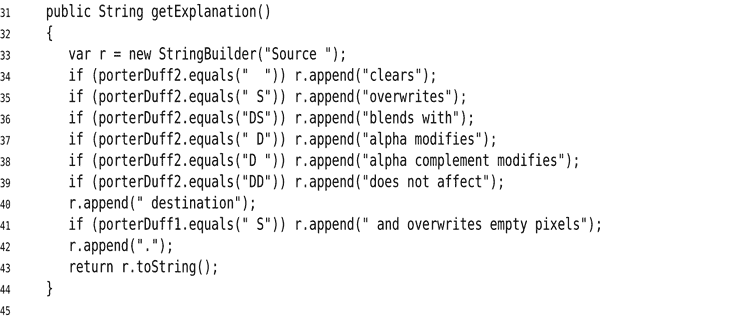 31 public String getExplanation()
32 {
33 var r = new StringBuilder("Source ");
34 if (porterDuff2.equals("  ")) r.append("clears");
35 if (porterDuff2.equals(" S")) r.append("overwrites");
36 if (porterDuff2.equals("DS")) r.append("blends with");
37 if (porterDuff2.equals(" D")) r.append("alpha modifies");
38 if (porterDuff2.equals("D ")) r.append("alpha complement modifies");
39 if (porterDuff2.equals("DD")) r.append("does not affect");
40 r.append(" destination");
41 if (porterDuff1.equals(" S")) r.append(" and overwrites empty pixels");
42 r.append(".");
43 return r.toString();
44 }
45